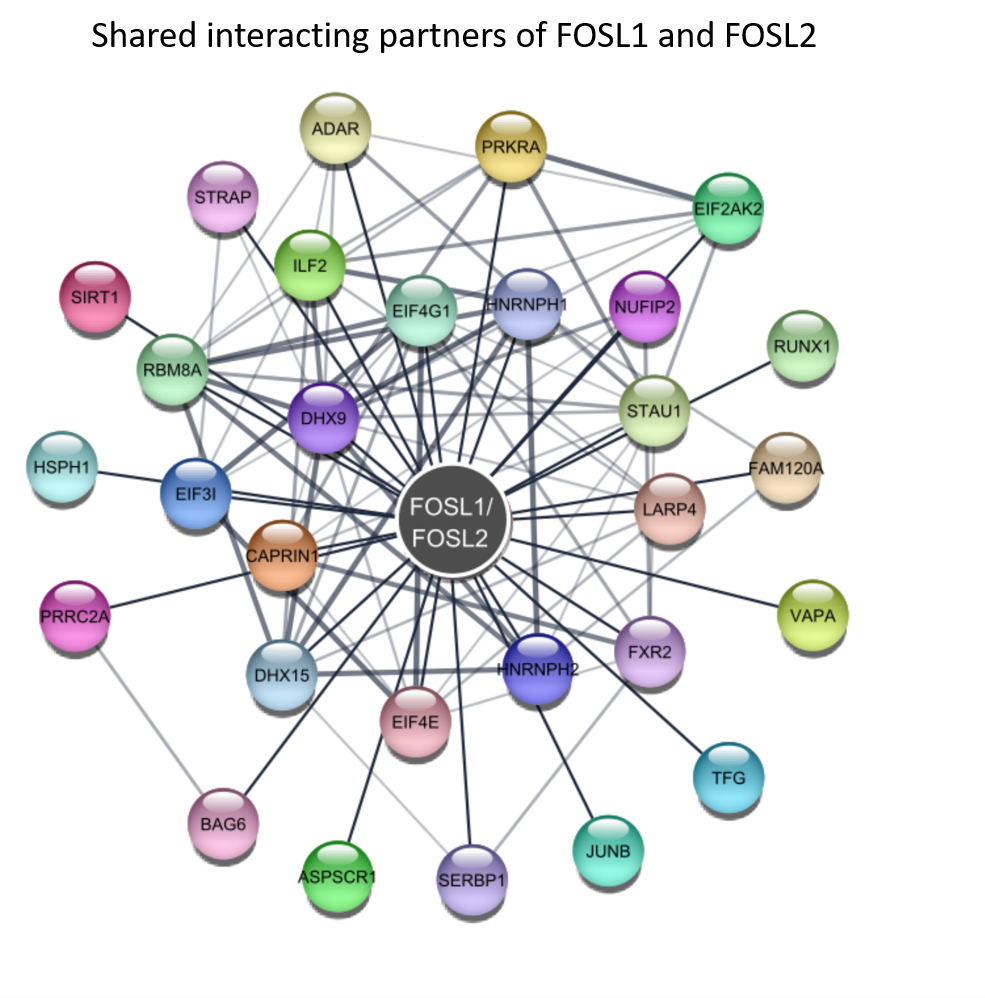 Shared interacting partners of FOSL1 and FOSL2
ADAR
PRKRA
STRAP
EIF2AK2
ILF2
SIRT1
EIF4G1
HNRNPH1
NUFIP2
RUNX1
RBM8A
DHX9
STAU1
HSPH1
FAM120A
EIF3I
FOSL1/
FOSL2
LARP4
CAPRIN1
PRRC2A
VAPA
DHX15
HNRNPH2
FXR2
EIF4E
TFG
BAG6
JUNB
ASPSCR1
SERBP1